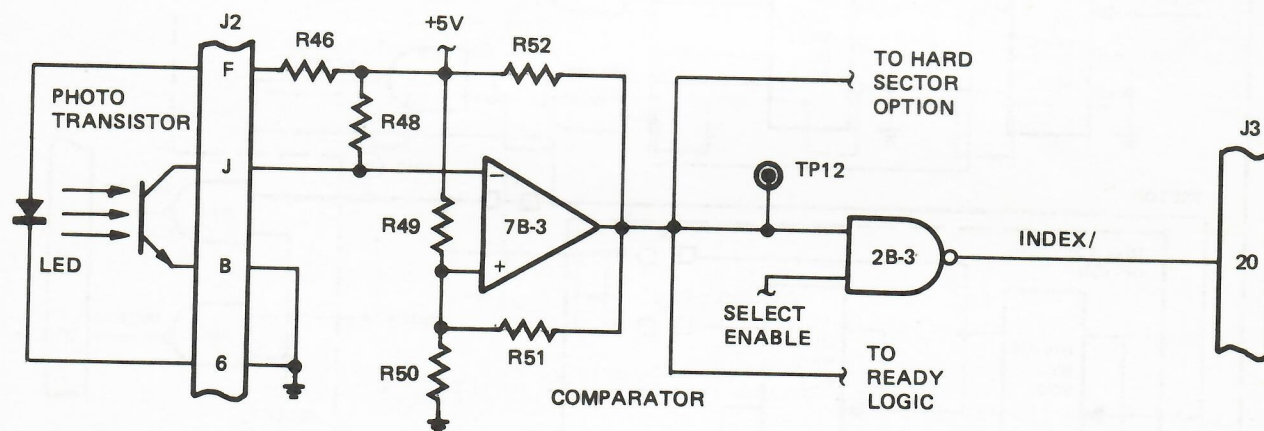 J2
+5V
R46
R52
F
PHOTO
TRANSISTOR
R48
TO HARD
SECTOR
OPTION
J3
J
TP12
−
R49
7B-3
INDEX/
2B-3
20
LED
B
+
SELECT
ENABLE
R51
6
R50
COMPARATOR
TO
READY
LOGIC